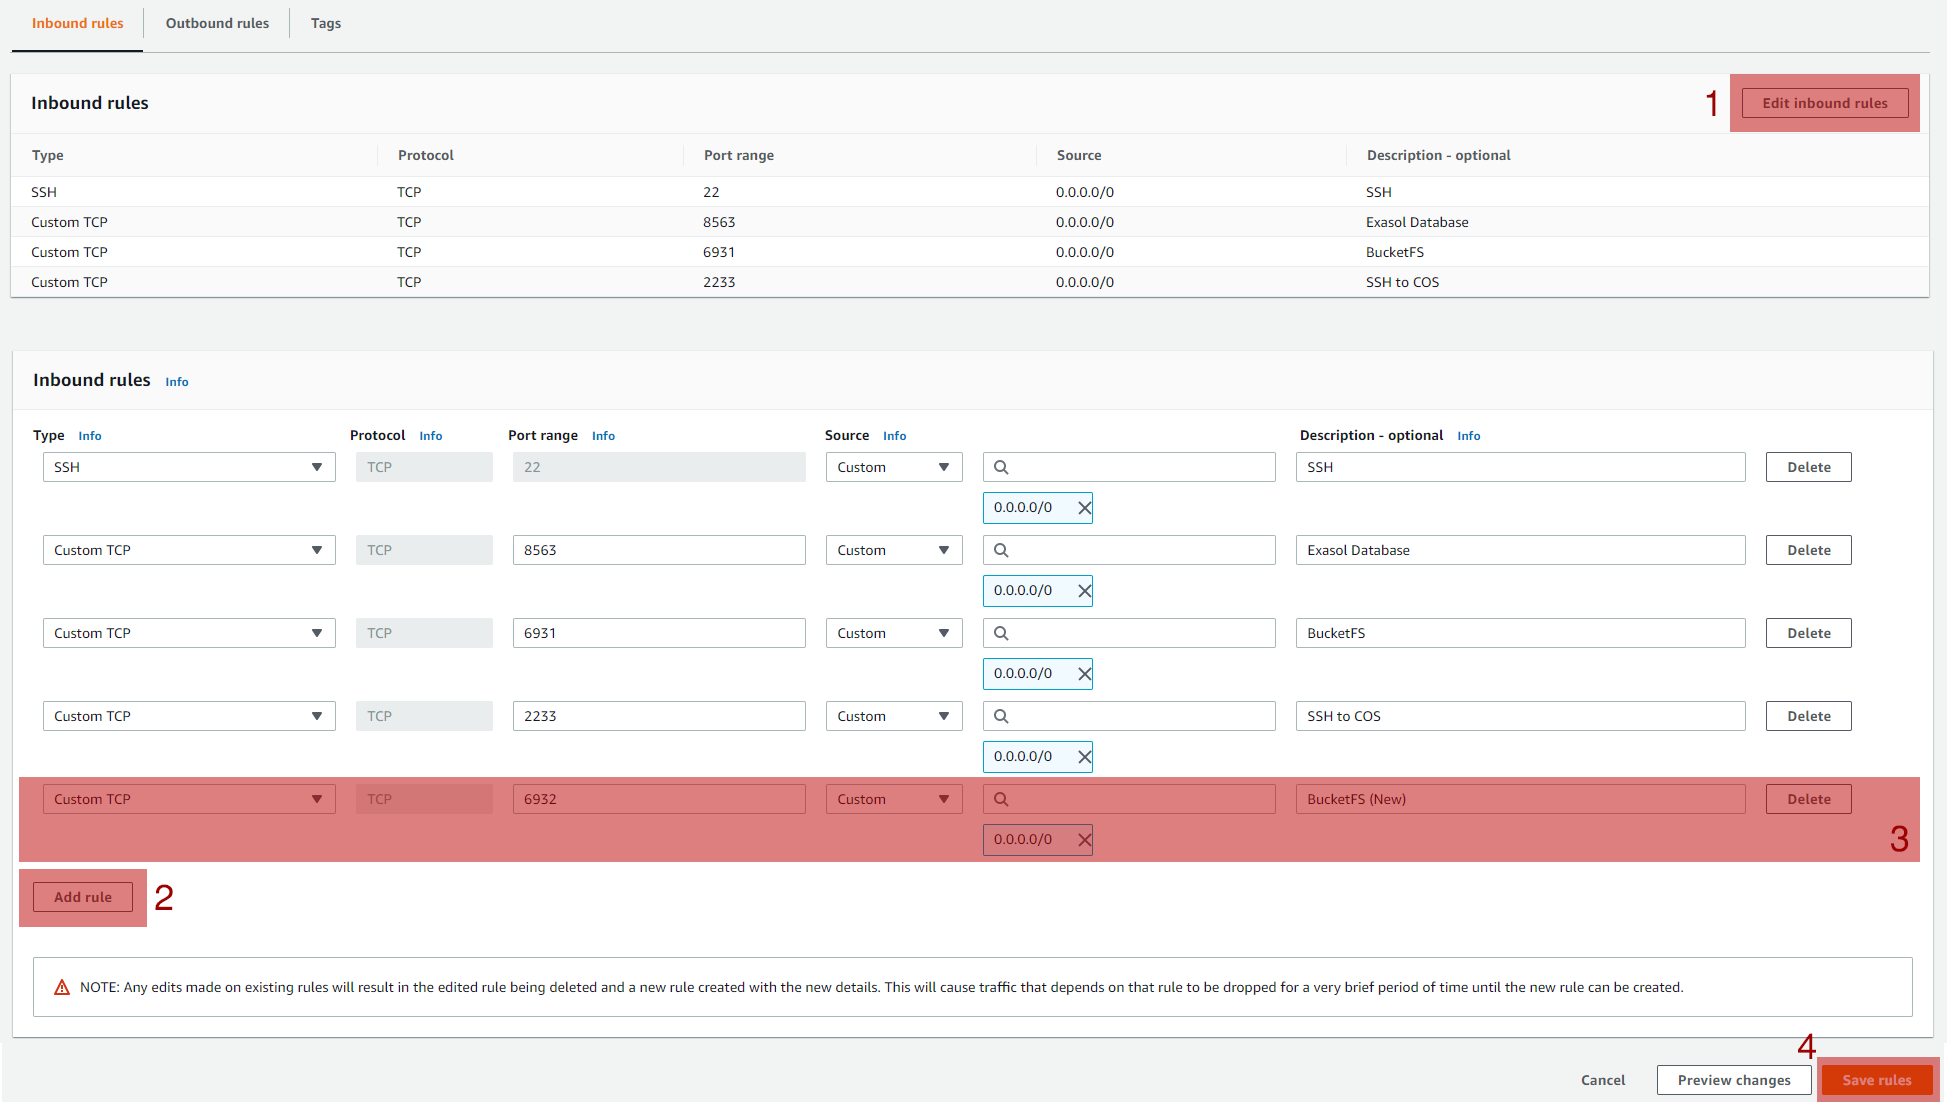 Inbound rules Outbound rules Tags
Inbound rules 1 Edit inbound rules
Type Protocol Port range Source Description - optional
SSH TCP 22 0.0.0.0/0 SSH
Custom TCP TCP 8563 0.0.0.0/0 Exasol Database
Custom TCP TCP 6931 0.0.0.0/0 BucketFS
Custom TCP TCP 2233 0.0.0.0/0 SSH to COS
Inbound rules Info
Type Info Protocol Info Port range Info Source Info Description - optional Info
SSH TCP 22 Custom SSH Delete
0.0.0.0/0
Custom TCP TCP 8563 Custom Exasol Database Delete
0.0.0.0/0
Custom TCP TCP 6931 Custom BucketFS Delete
0.0.0.0/0
Custom TCP TCP 2233 Custom SSH to COS Delete
0.0.0.0/0
Custom TCP TCP 6932 Custom BucketFS (New) Delete
0.0.0.0/0 3
Add rule 2
NOTE: Any edits made on existing rules will result in the edited rule being deleted and a new rule created with the new details. This will cause traffic that depends on that rule to be dropped for a very brief period of time until the new rule can be created.
4
Cancel Preview changes Save rules